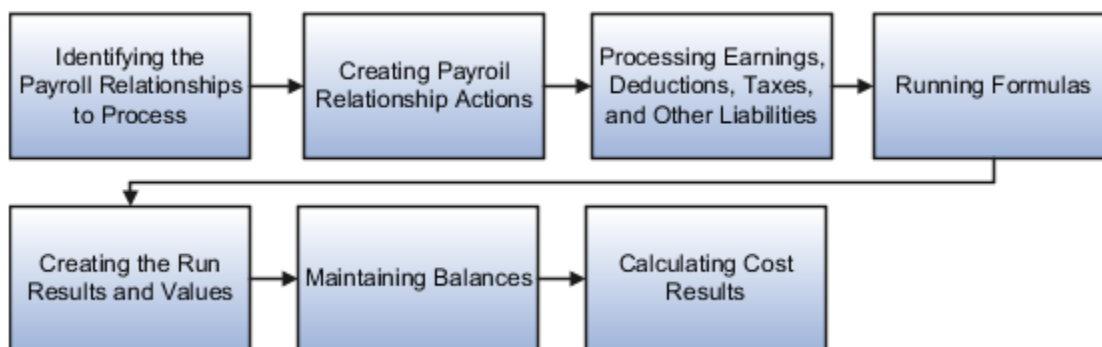 Identifying the
Payroll Relationships
to Process
Creating Payroil
Relationship Actions
Processing Earnings,
Deductions, Taxes,
and Other Liabilities
Running Formulas
Creating the Run
Results and Values
Maintaining Balances
Calculating Cost
Results